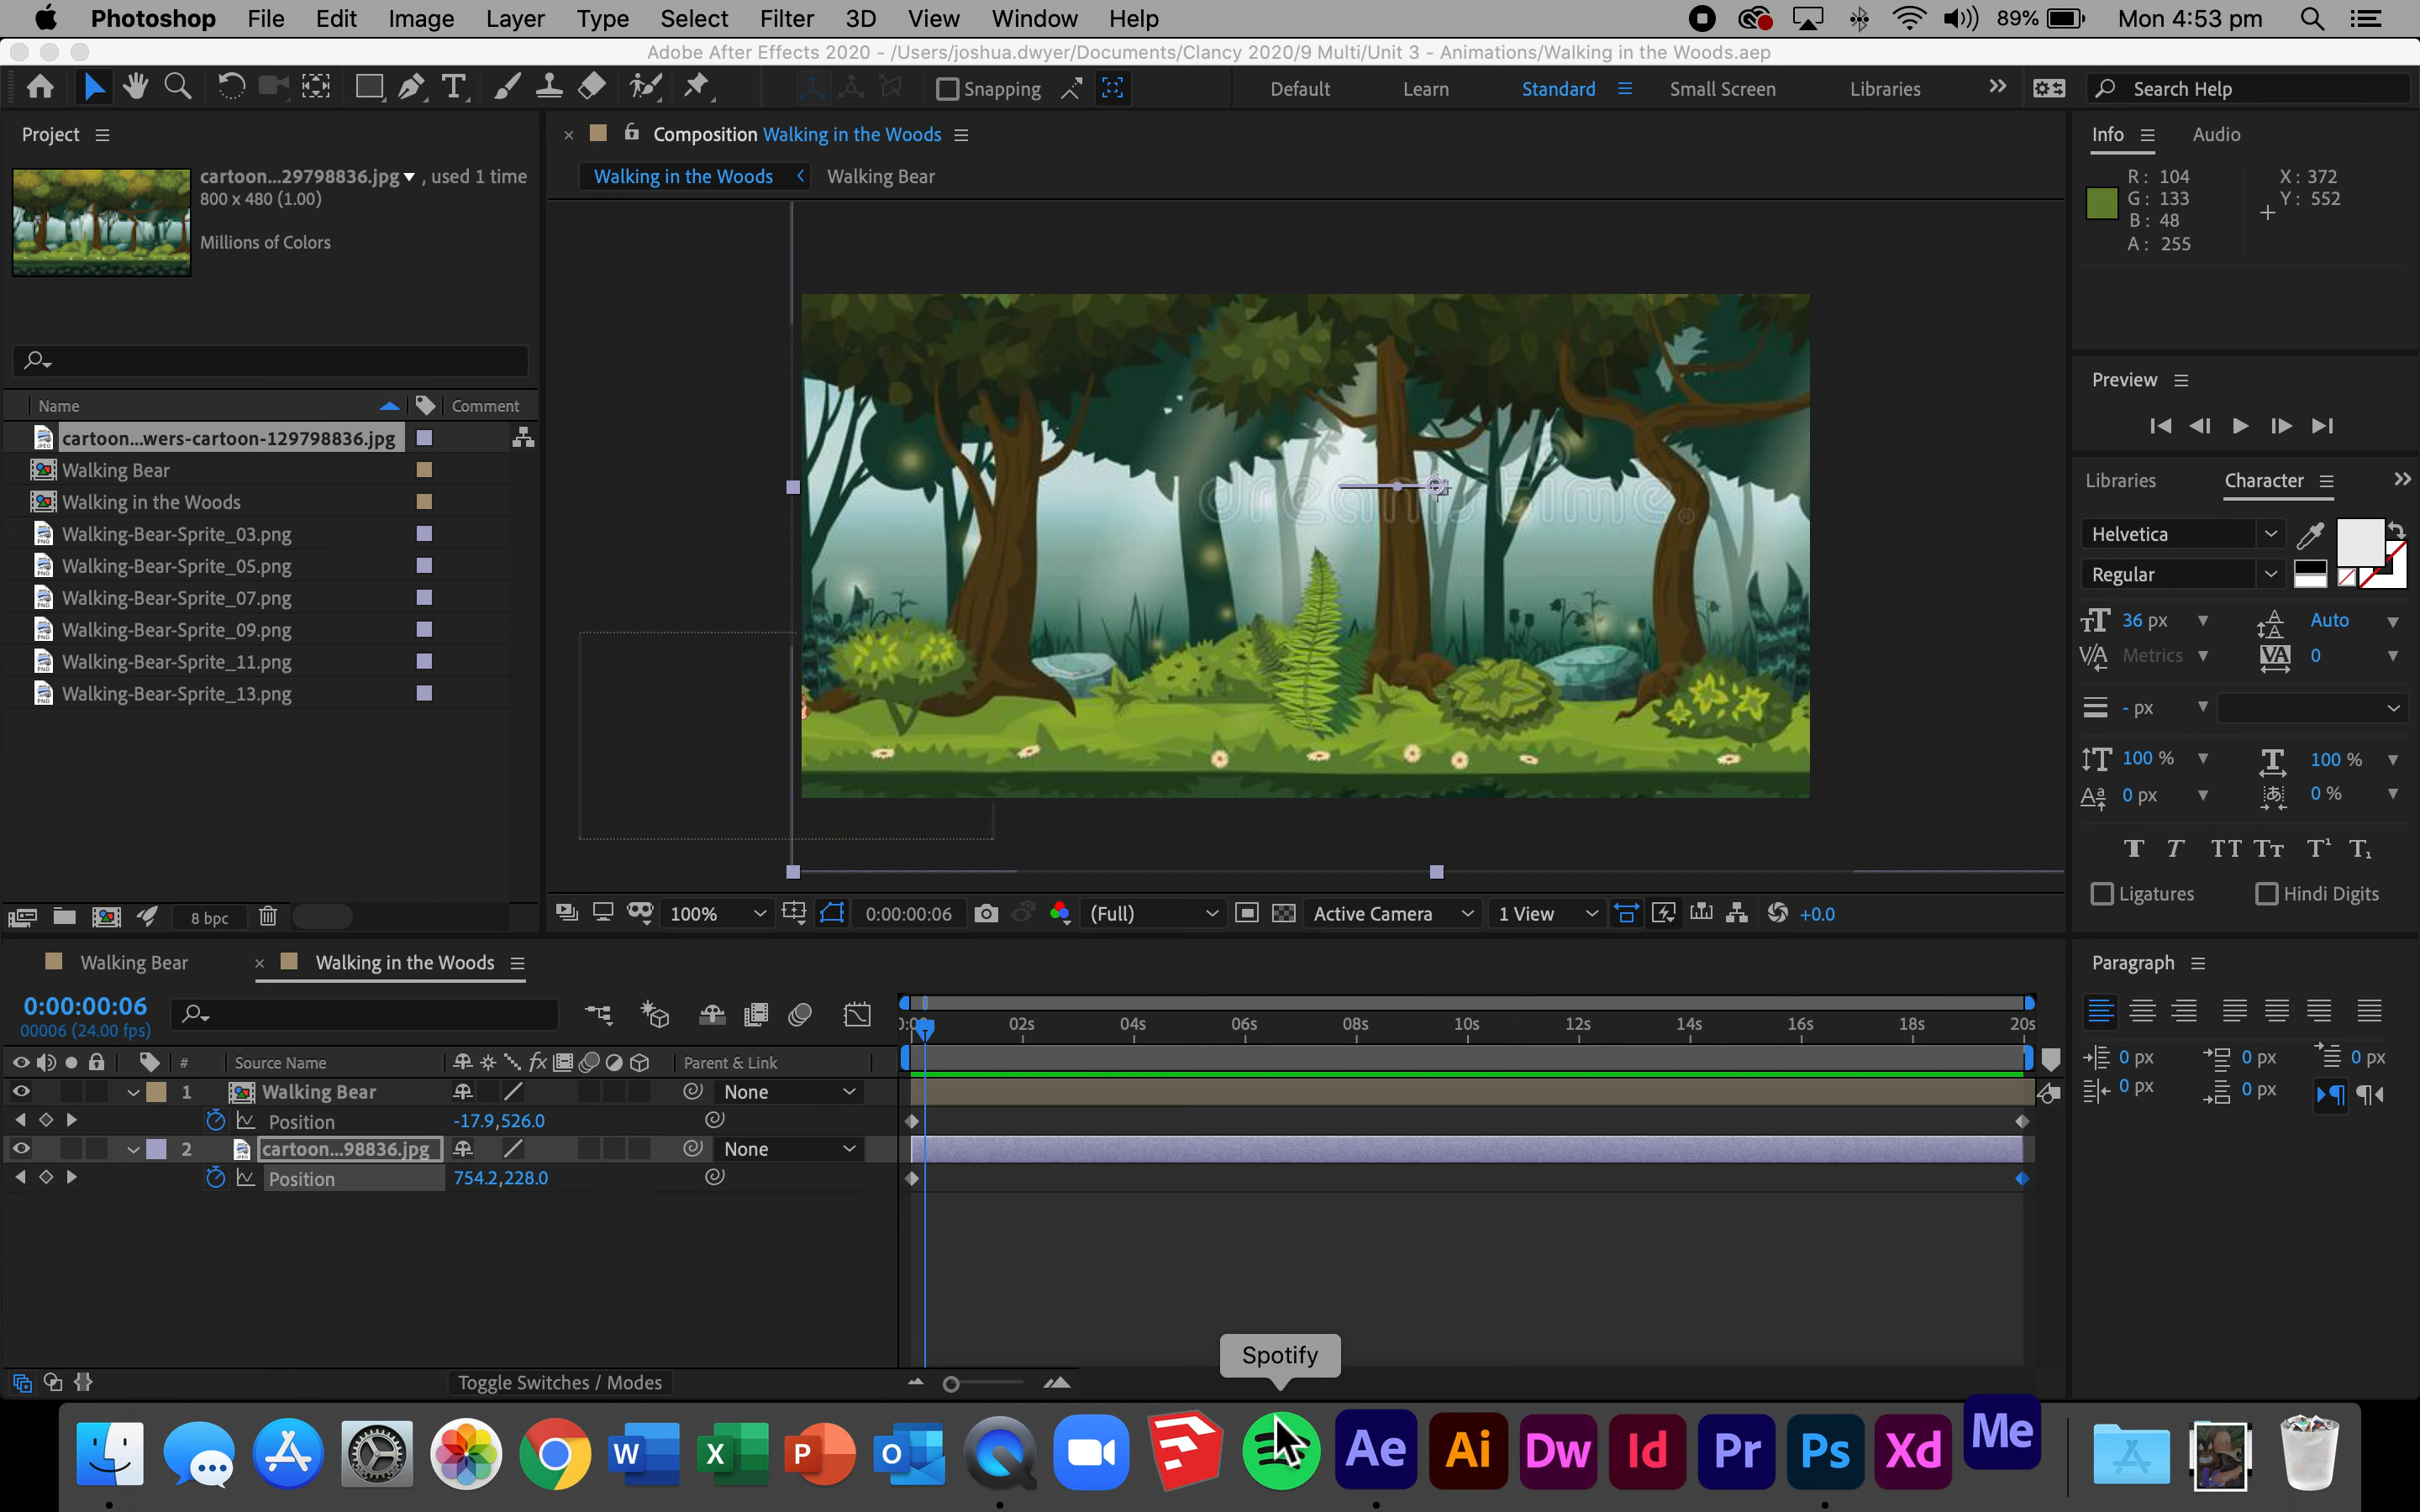 Photoshop File Edit Image Layer Type Select Filter 3D View Window Help 89% Mon 4:53 pm
Adobe After Effects 2020 - /Users/joshua.dwyer/Documents/Clancy 2020/9 Multi/Unit 3 - Animations/Walking in the Woods.aep
Snapping Default Learn Standard Small Screen Libraries Search Help
Project
cartoon...29798836.jpg , used 1 time
800 x 480 (1.00)
Millions of Colors
Name Comment
cartoon...wers-cartoon-129798836.jpg
Walking Bear
Walking in the Woods
Walking-Bear-Sprite_03.png
Walking-Bear-Sprite_05.png
Walking-Bear-Sprite_07.png
Walking-Bear-Sprite_09.png
Walking-Bear-Sprite_11.png
Walking-Bear-Sprite_13.png
8 bpc
Composition Walking in the Woods
Walking in the Woods Walking Bear
dreamstime®
100% 0:00:00:06 (Full) Active Camera 1 View +0.0
Info Audio
R: 104 X: 372
G: 133 Y: 552
B: 48
A: 255
Preview
Libraries Character
Helvetica
Regular
36 px Auto
Metrics 0
- px
100 % 100 %
0 px 0 %
T T TT Tt T¹ T₁
Ligatures Hindi Digits
Walking Bear Walking in the Woods
0:00:00:06
00006 (24.00 fps)
02s 04s 06s 08s 10s 12s 14s 16s 18s 20s
# Source Name fx Parent & Link
1 Walking Bear None
Position -17.9,526.0
2 cartoon...98836.jpg None
Position 754.2,228.0
Toggle Switches / Modes
Paragraph
0 px 0 px 0 px
0 px 0 px
Spotify
W X P O Ae Ai Dw Id Pr Ps Xd Me